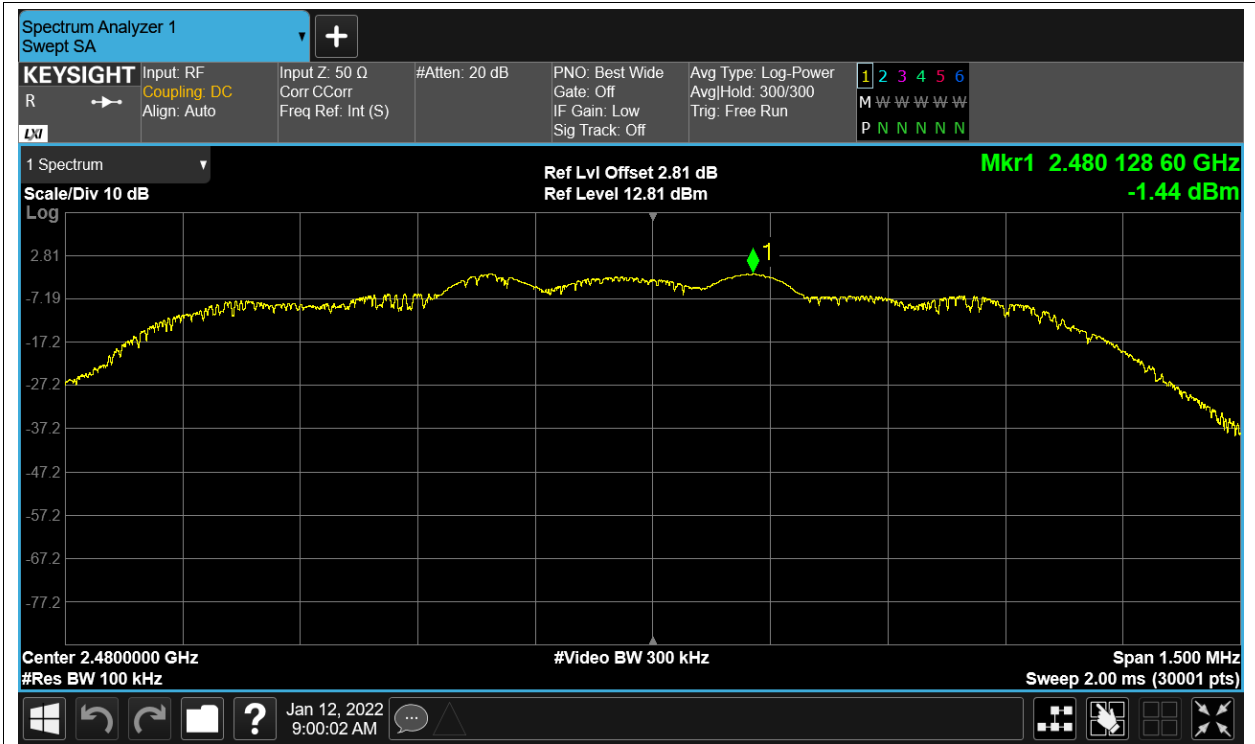 Spectrum Analyzer 1
Swept SA
+
KEYSIGHT
R
LXI
Input: RF
Coupling: DC
Align: Auto
Input Z: 50 Ω
Corr CCorr
Freq Ref: Int (S)
#Atten: 20 dB
PNO: Best Wide
Gate: Off
IF Gain: Low
Sig Track: Off
Avg Type: Log-Power
Avg|Hold: 300/300
Trig: Free Run
1 2 3 4 5 6
M W W W W W
P N N N N N
1 Spectrum
Scale/Div 10 dB
Log
Ref Lvl Offset 2.81 dB
Ref Level 12.81 dBm
Mkr1 2.480 128 60 GHz
-1.44 dBm
1
2.81
-7.19
-17.2
-27.2
-37.2
-47.2
-57.2
-67.2
-77.2
Center 2.4800000 GHz
#Res BW 100 kHz
#Video BW 300 kHz
Span 1.500 MHz
Sweep 2.00 ms (30001 pts)
?
Jan 12, 2022
9:00:02 AM